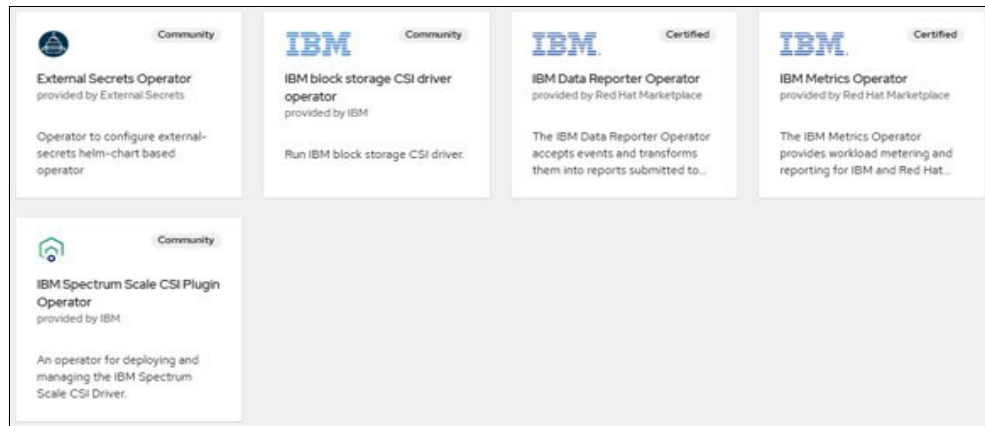 Community
External Secrets Operator
provided by External Secrets
Operator to configure external-
secrets helm-chart based
operator
IBM
Community
IBM block storage CSI driver
operator
provided by IBM
Run IBM block storage CSI driver.
IBM
Certified
IBM Data Reporter Operator
provided by Red Hat Marketplace
The IBM Data Reporter Operator
accepts events and transforms
them into reports submitted to...
IBM
Certified
IBM Metrics Operator
provided by Red Hat Marketplace
The IBM Metrics Operator
provides workload metering and
reporting for IBM and Red Hat...
Community
IBM Spectrum Scale CSI Plugin
Operator
provided by IBM
An operator for deploying and
managing the IBM Spectrum
Scale CSI Driver.